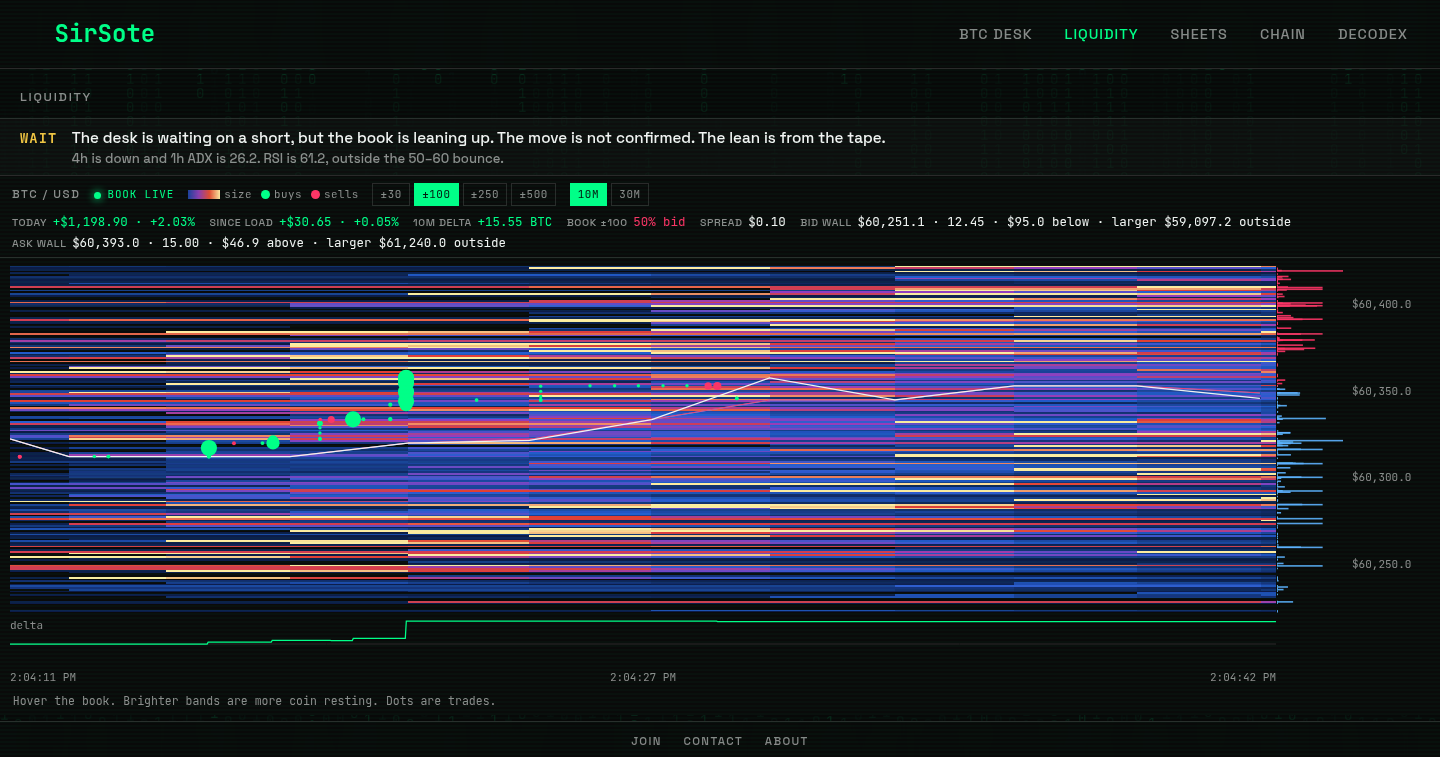 SirSote
BTC DESK LIQUIDITY SHEETS CHAIN DECODEX
LIQUIDITY
WAIT The desk is waiting on a short, but the book is leaning up. The move is not confirmed. The lean is from the tape.
4h is down and 1h ADX is 26.2. RSI is 61.2, outside the 50–60 bounce.
BTC / USD BOOK LIVE size buys sells ±30 ±100 ±250 ±500 10M 30M
TODAY +$1,198.90 · +2.03% SINCE LOAD +$30.65 · +0.05% 10M DELTA +15.55 BTC BOOK ±100 50% bid SPREAD $0.10 BID WALL $60,251.1 · 12.45 · $95.0 below · larger $59,097.2 outside
ASK WALL $60,393.0 · 15.00 · $46.9 above · larger $61,240.0 outside
$60,400.0
$60,350.0
$60,300.0
$60,250.0
delta
2:04:11 PM 2:04:27 PM 2:04:42 PM
Hover the book. Brighter bands are more coin resting. Dots are trades.
JOIN CONTACT ABOUT